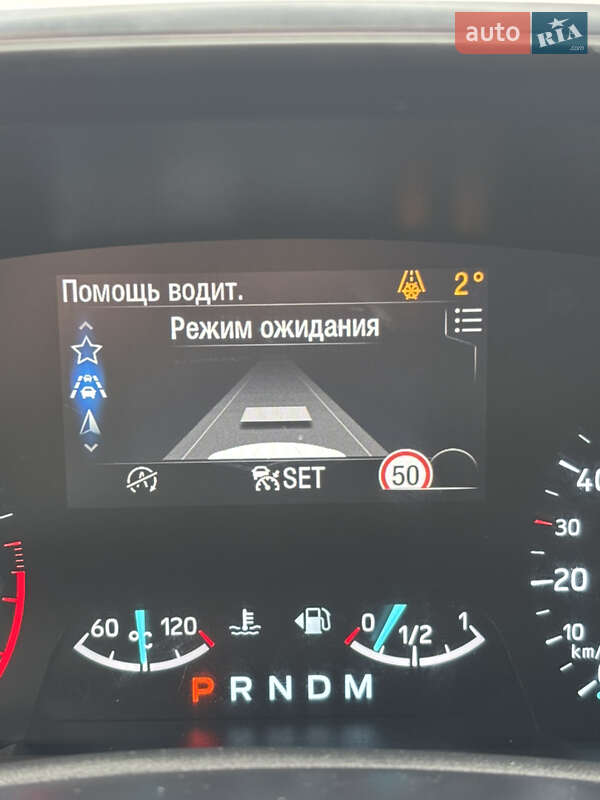 auto RIA .com
Помощь водит. 2°
Режим ожидания
A SET 50
40
30
20
10
km/
60 °C 120 0 1/2 1
P R N D M